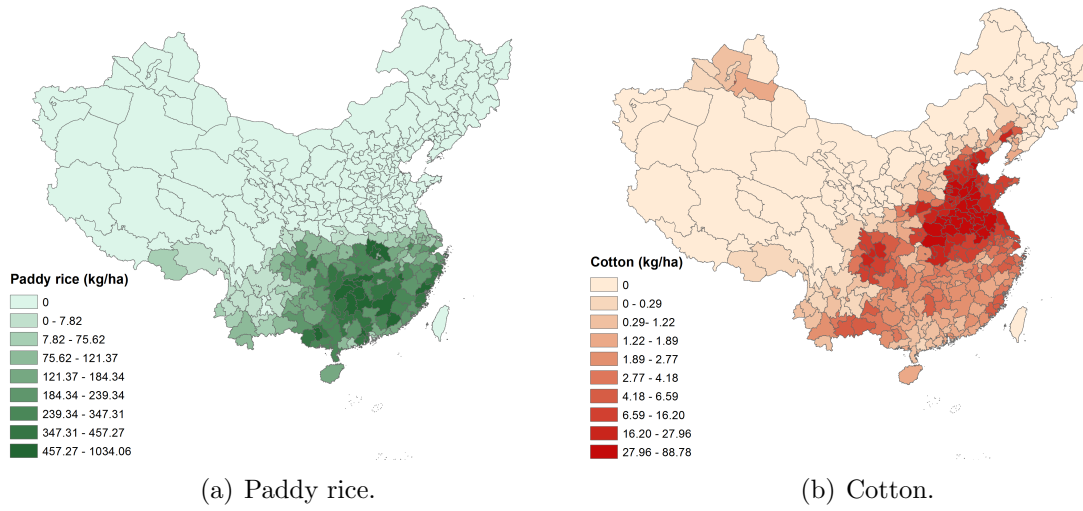 Paddy rice (kg/ha)
0
0 - 7.82
7.82 - 75.62
75.62 - 121.37
121.37 - 184.34
184.34 - 239.34
239.34 - 347.31
347.31 - 457.27
457.27 - 1034.06
(a) Paddy rice.
Cotton (kg/ha)
0
0 - 0.29
0.29- 1.22
1.22 - 1.89
1.89 - 2.77
2.77 - 4.18
4.18 - 6.59
6.59 - 16.20
16.20 - 27.96
27.96 - 88.78
(b) Cotton.